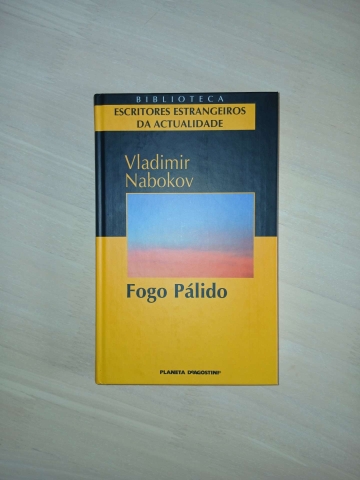 BIBLIOTECA
ESCRITORES ESTRANGEIROS
DA ACTUALIDADE
Vladimir
Nabokov
Fogo Pálido
PLANETA DEAGOSTINI